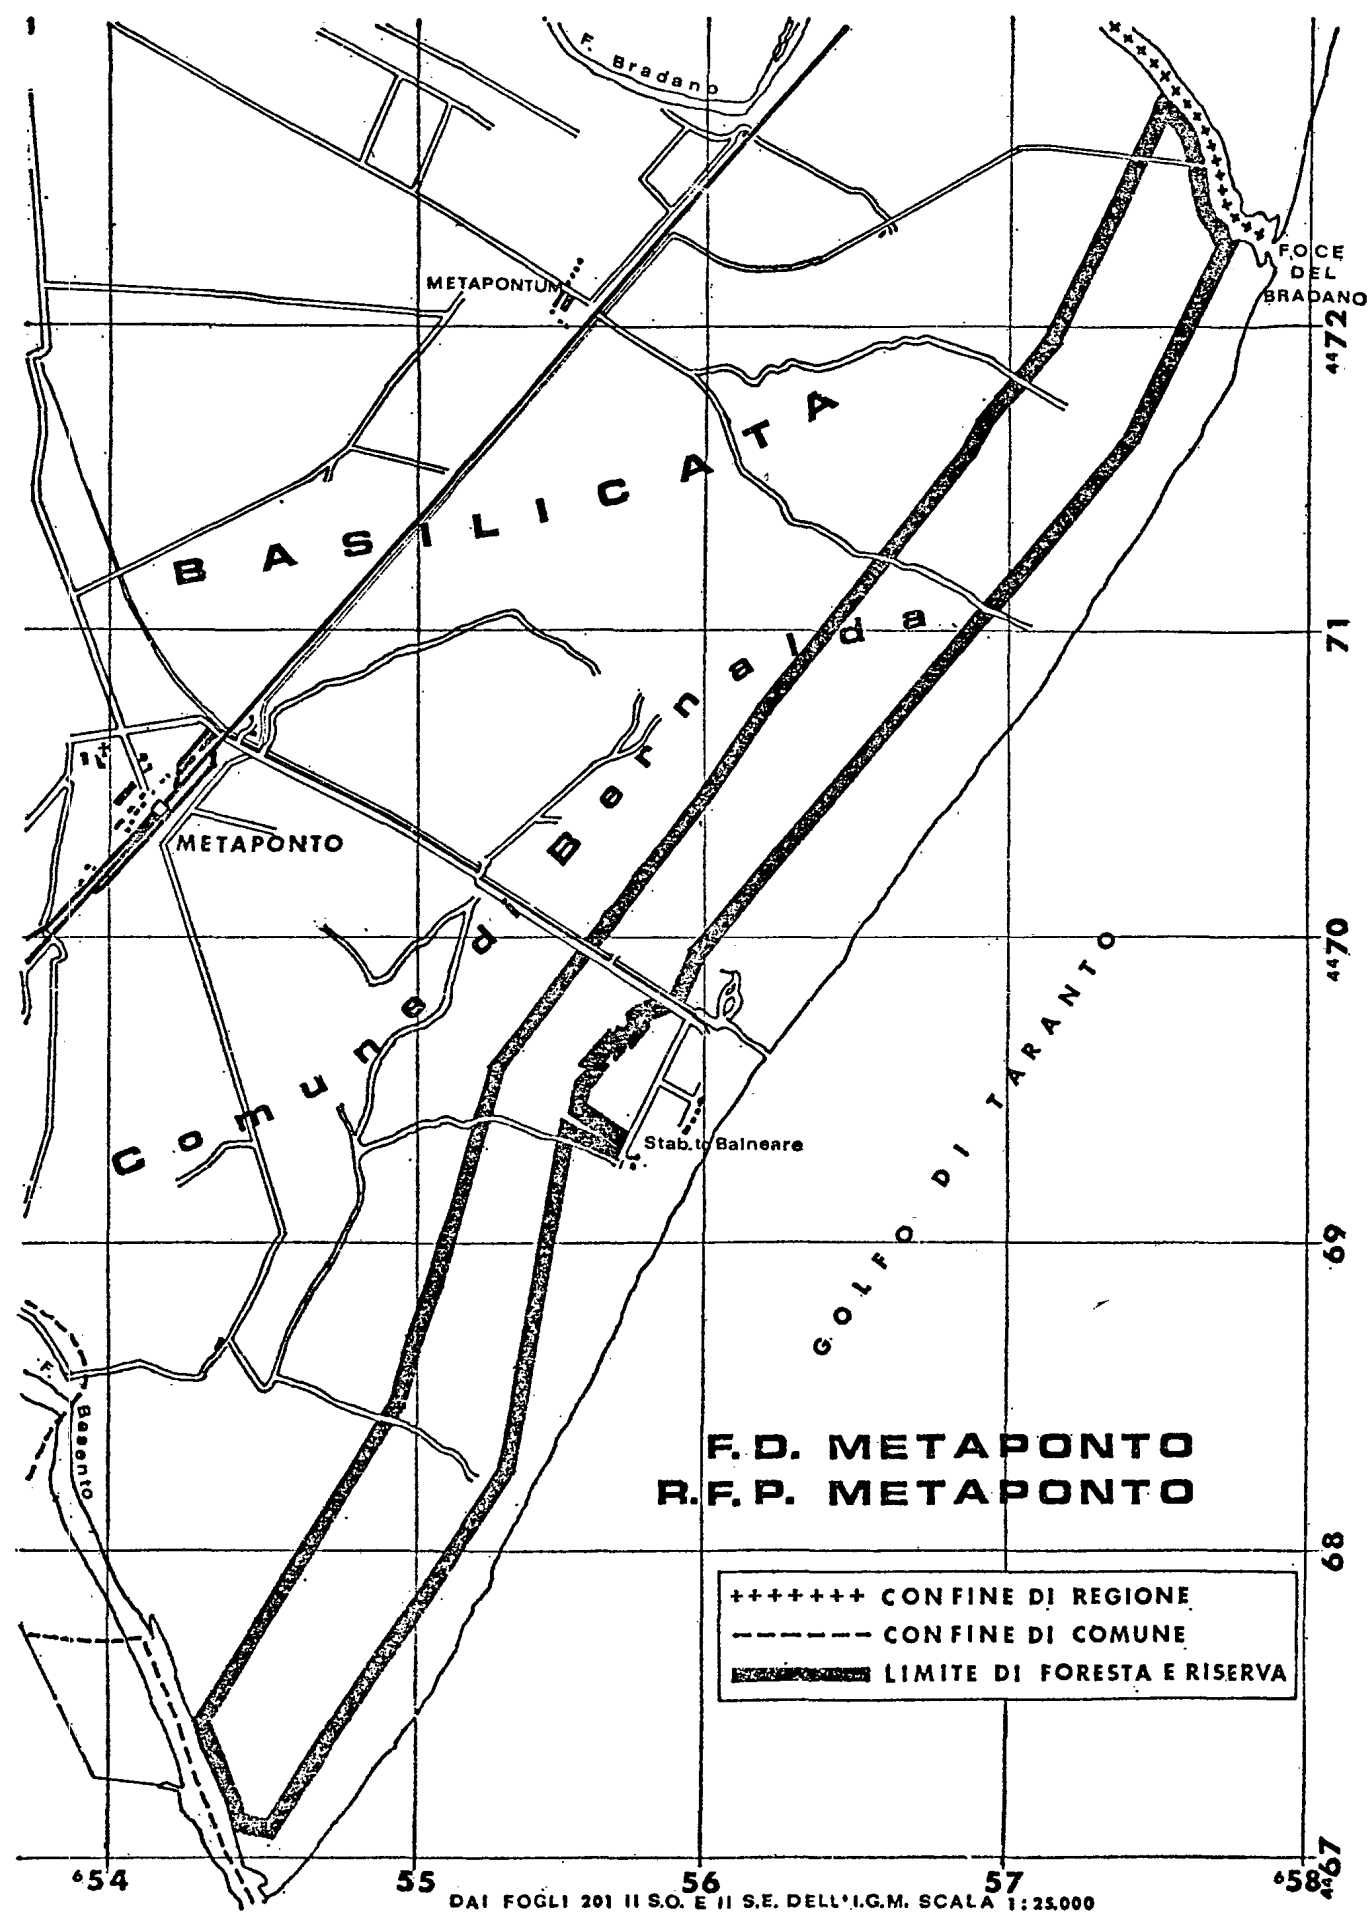 1
F. Bradano
FOCE
DEL
BRADANO
METAPONTUM
⁴⁴72
BASILICATA
71
METAPONTO
Comune d Bernalda
⁴⁴70
GOLFO DI TARANTO
Stab.to Balneare
69
F. Basento
F.D. METAPONTO
R.F.P. METAPONTO
68
+++++++ CONFINE DI REGIONE
------- CONFINE DI COMUNE
LIMITE DI FORESTA E RISERVA
⁴⁴67
⁶54 55 56 57 ⁶58
DAI FOGLI 201 II S.O. E II S.E. DELL'I.G.M. SCALA 1:25.000